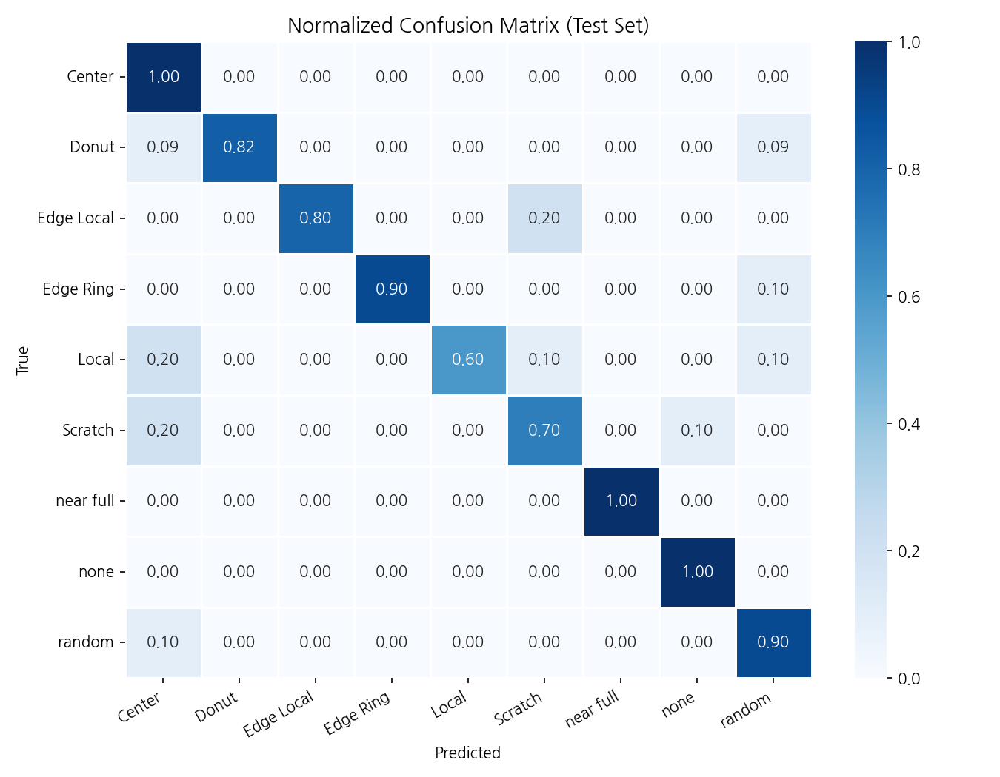 Normalized Confusion Matrix (Test Set)
Center 1.00 0.00 0.00 0.00 0.00 0.00 0.00 0.00 0.00
Donut 0.09 0.82 0.00 0.00 0.00 0.00 0.00 0.00 0.09
Edge Local 0.00 0.00 0.80 0.00 0.00 0.20 0.00 0.00 0.00
Edge Ring 0.00 0.00 0.00 0.90 0.00 0.00 0.00 0.00 0.10
Local 0.20 0.00 0.00 0.00 0.60 0.10 0.00 0.00 0.10
Scratch 0.20 0.00 0.00 0.00 0.00 0.70 0.00 0.10 0.00
near full 0.00 0.00 0.00 0.00 0.00 0.00 1.00 0.00 0.00
none 0.00 0.00 0.00 0.00 0.00 0.00 0.00 1.00 0.00
random 0.10 0.00 0.00 0.00 0.00 0.00 0.00 0.00 0.90
True
Center Donut Edge Local Edge Ring Local Scratch near full none random
Predicted
1.0
0.8
0.6
0.4
0.2
0.0